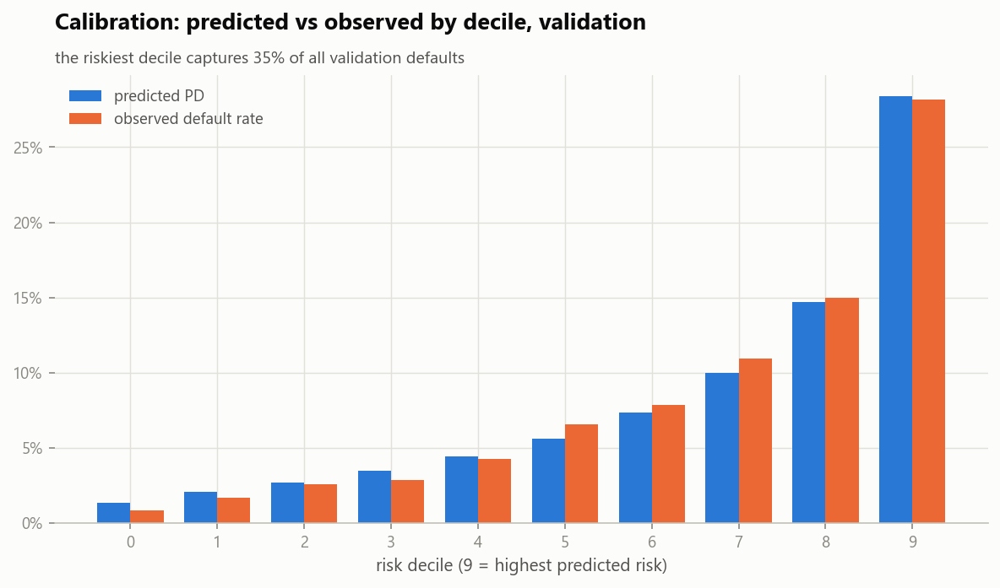 Calibration: predicted vs observed by decile, validation
the riskiest decile captures 35% of all validation defaults
predicted PD
observed default rate
25%
20%
15%
10%
5%
0%
0 1 2 3 4 5 6 7 8 9
risk decile (9 = highest predicted risk)